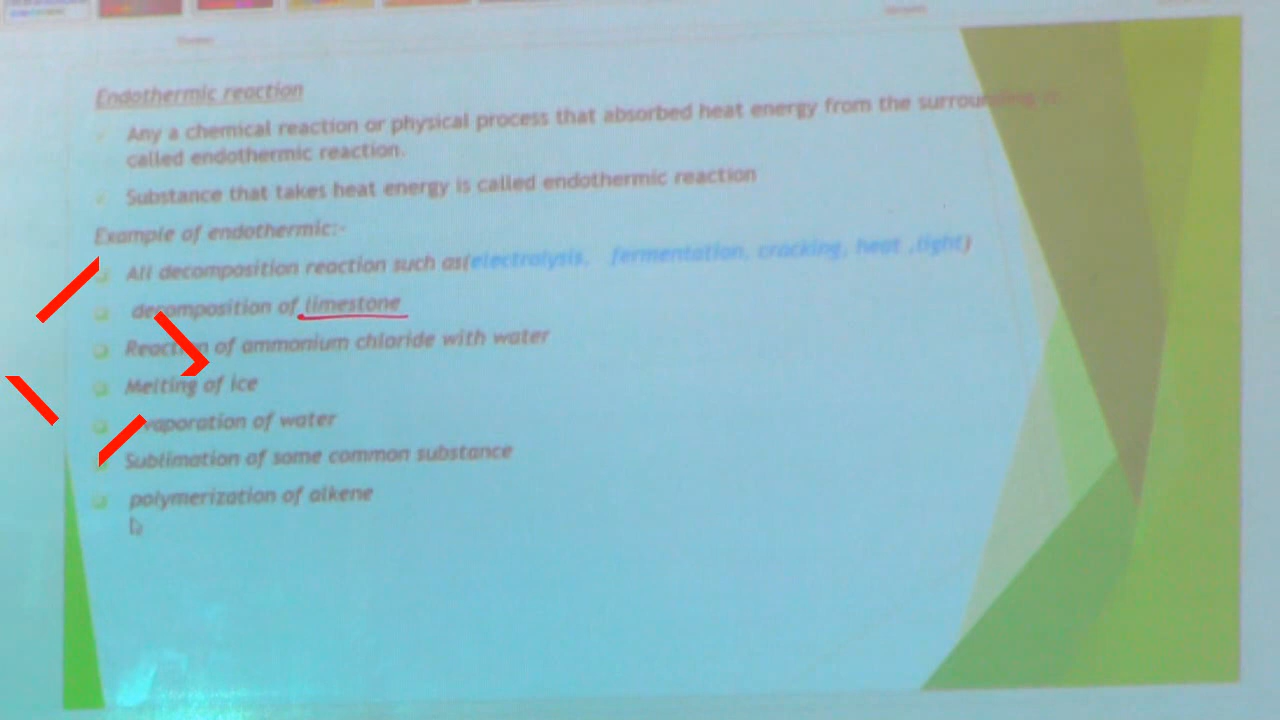 Endothermic reaction
Any a chemical reaction or physical process that absorbed heat energy from the surrounding is
called endothermic reaction.
Substance that takes heat energy is called endothermic reaction
Example of endothermic:-
All decomposition reaction such as(electrolysis, fermentation, cracking, heat ,light)
decomposition of limestone
Reaction of ammonium chloride with water
Melting of ice
evaporation of water
Sublimation of some common substance
polymerization of alkene